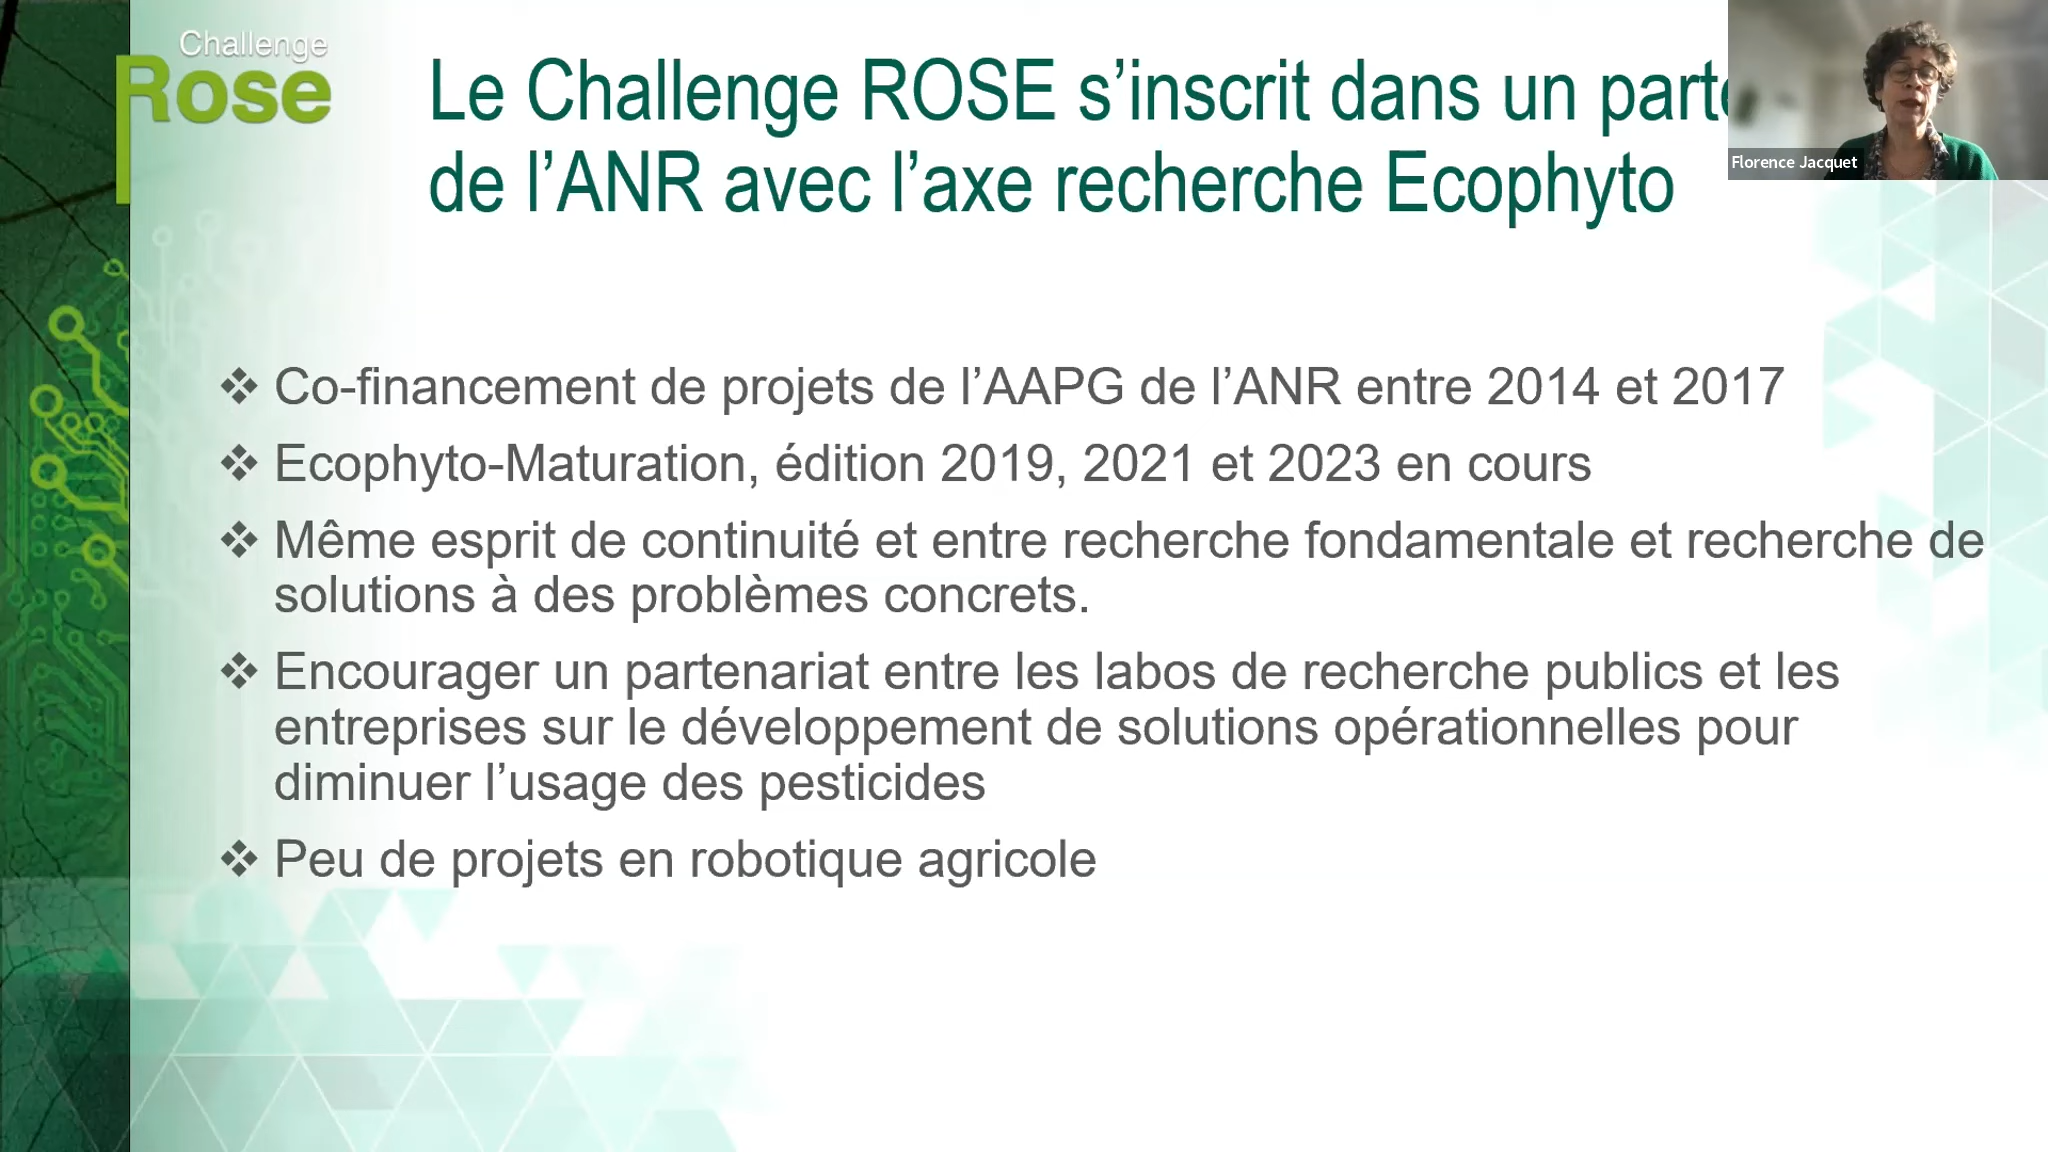 Challenge
Rose
Le Challenge ROSE s’inscrit dans un
de l’ANR avec l’axe recherche Ecophyto
Florence Jacquet
❖ Co-financement de projets de l’AAPG de l’ANR entre 2014 et 2017
❖ Ecophyto-Maturation, édition 2019, 2021 et 2023 en cours
❖ Même esprit de continuité et entre recherche fondamentale et recherche de
solutions à des problèmes concrets.
❖ Encourager un partenariat entre les labos de recherche publics et les
entreprises sur le développement de solutions opérationnelles pour
diminuer l’usage des pesticides
❖ Peu de projets en robotique agricole